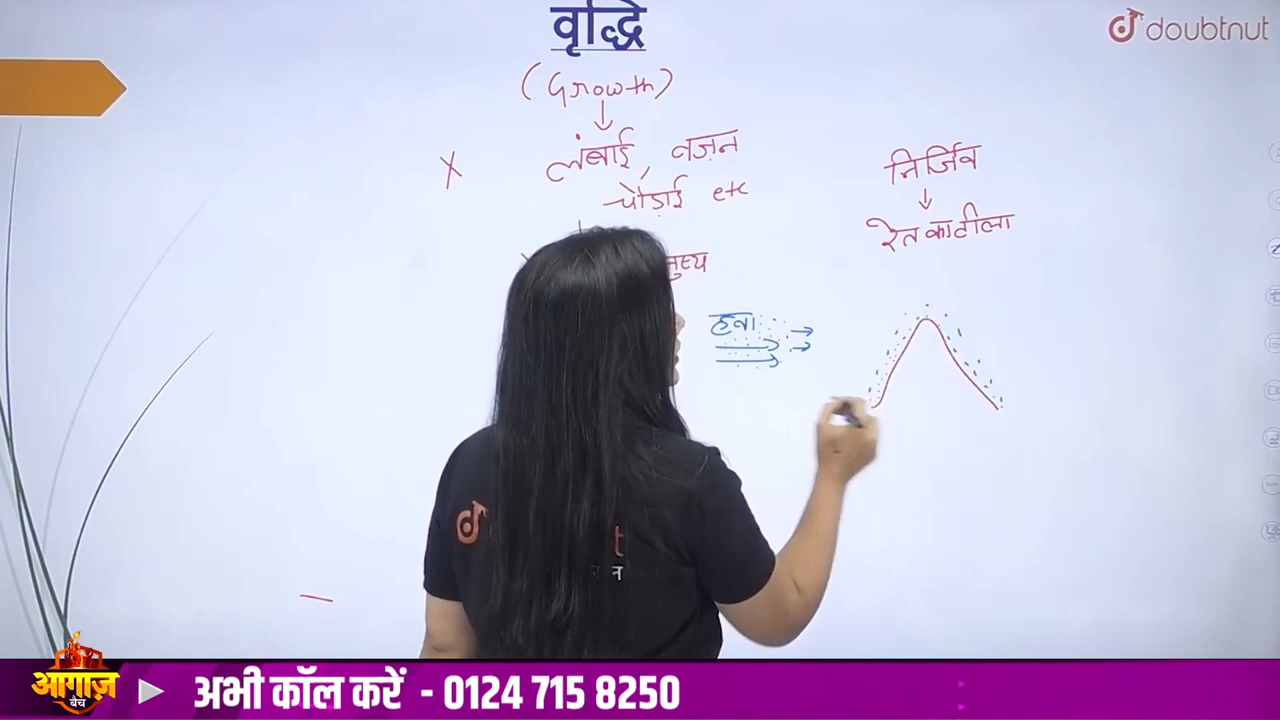 वृद्धि
doubtnut
(Growth)
लंबाई, वजन
चौड़ाई etc
X
निर्जिव
रेत का टीला
हवा
आगाज़
बैच
अभी कॉल करें - 0124 715 8250